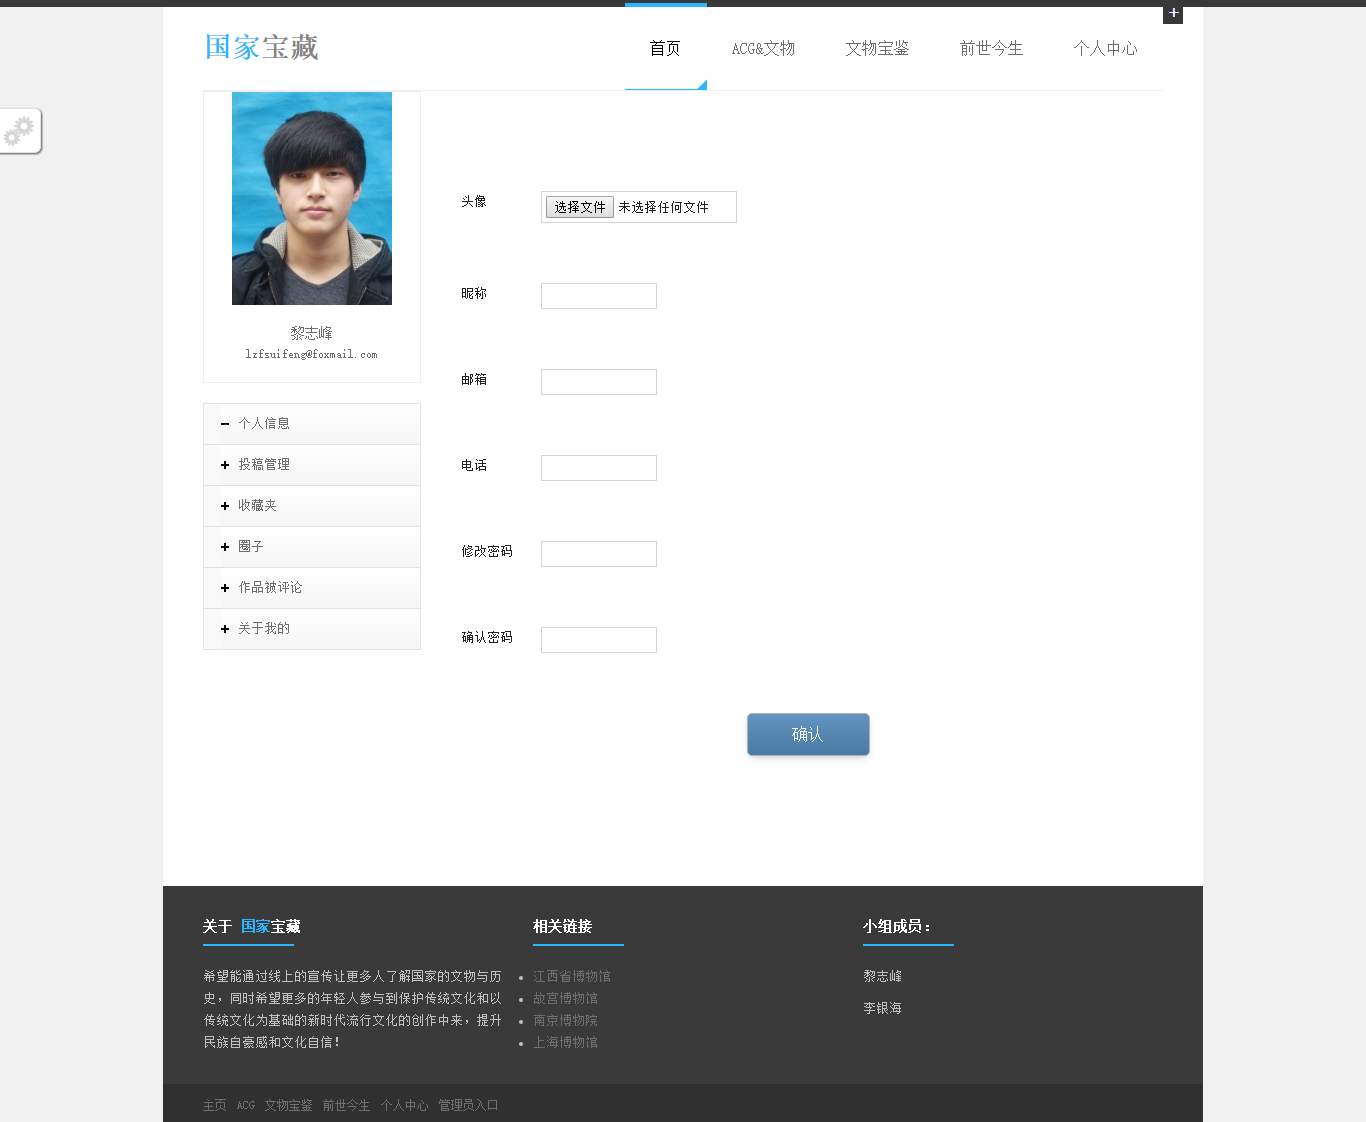 国家宝藏
首页 ACG&文物 文物宝鉴 前世今生 个人中心
+
黎志峰
lzfsuifeng@foxmail.com
个人信息
投稿管理
收藏夹
圈子
作品被评论
关于我的
头像 选择文件 未选择任何文件
昵称
邮箱
电话
修改密码
确认密码
确认
关于 国家宝藏
希望能通过线上的宣传让更多人了解国家的文物与历
史，同时希望更多的年轻人参与到保护传统文化和以
传统文化为基础的新时代流行文化的创作中来，提升
民族自豪感和文化自信！
相关链接
江西省博物馆
故宫博物馆
南京博物院
上海博物馆
小组成员：
黎志峰
李银海
主页 ACG 文物宝鉴 前世今生 个人中心 管理员入口